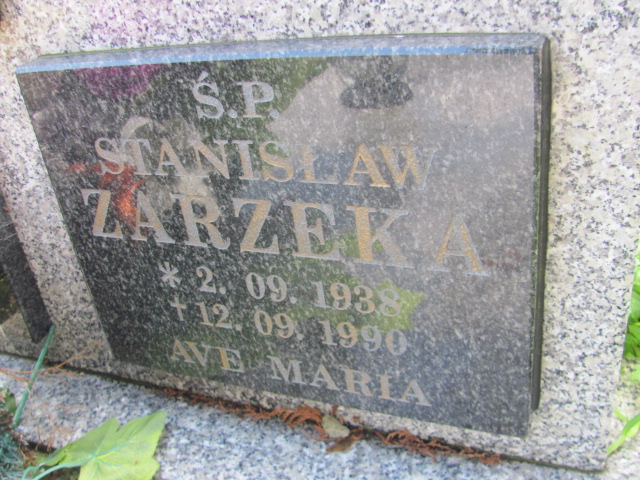 Ś.P.
STANISŁAW
ZARZEKA
* 2. 09. 1938
† 12. 09. 1990
AVE MARIA